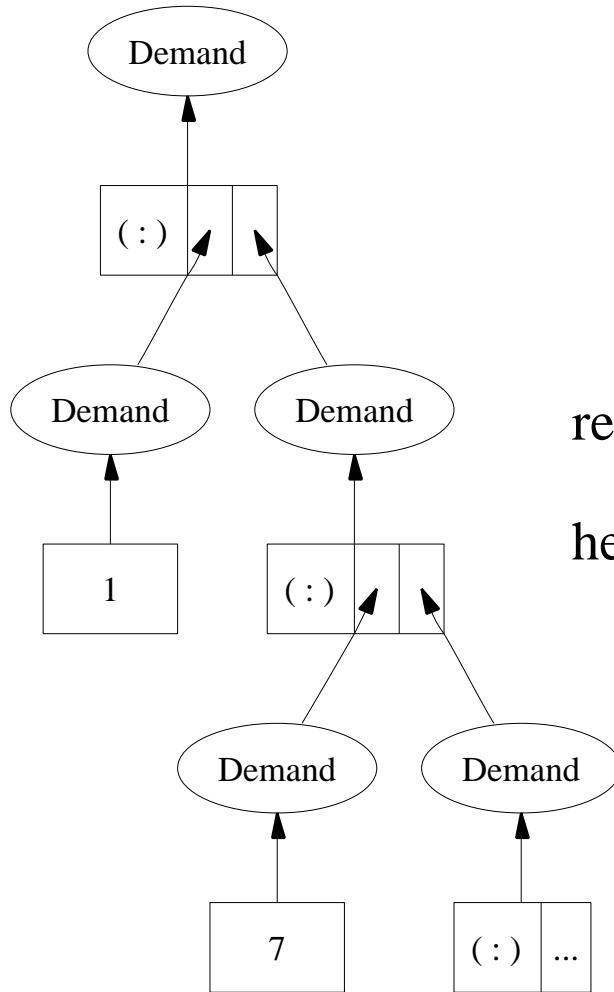 Demand
( : )
Demand Demand
re
1 ( : )
he
Demand Demand
7 ( : ) ...